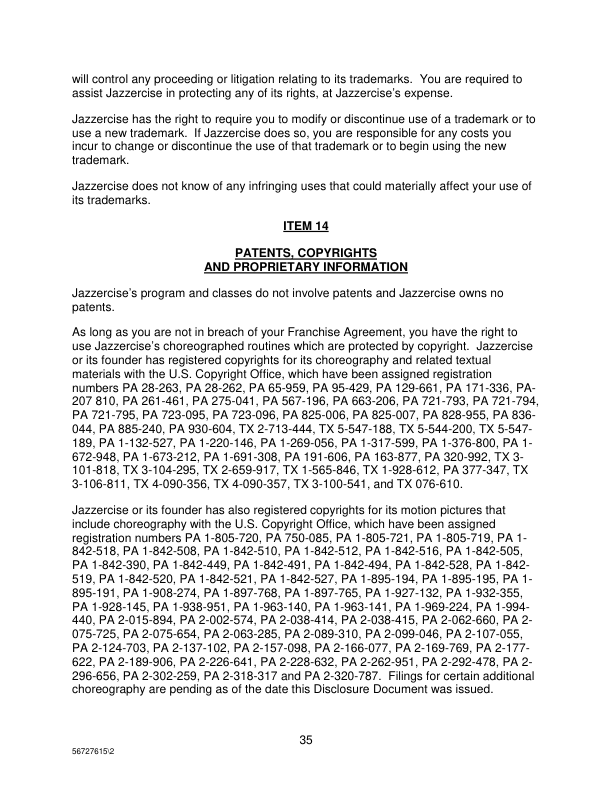 will control any proceeding or litigation relating to its trademarks.  You are required to
assist Jazzercise in protecting any of its rights, at Jazzercise's expense.
Jazzercise has the right to require you to modify or discontinue use of a trademark or to
use a new trademark.  If Jazzercise does so, you are responsible for any costs you
incur to change or discontinue the use of that trademark or to begin using the new
trademark.
Jazzercise does not know of any infringing uses that could materially affect your use of
its trademarks.
ITEM 14
PATENTS, COPYRIGHTS
AND PROPRIETARY INFORMATION
Jazzercise's program and classes do not involve patents and Jazzercise owns no
patents.
As long as you are not in breach of your Franchise Agreement, you have the right to
use Jazzercise's choreographed routines which are protected by copyright.  Jazzercise
or its founder has registered copyrights for its choreography and related textual
materials with the U.S. Copyright Office, which have been assigned registration
numbers PA 28-263, PA 28-262, PA 65-959, PA 95-429, PA 129-661, PA 171-336, PA-
207 810, PA 261-461, PA 275-041, PA 567-196, PA 663-206, PA 721-793, PA 721-794,
PA 721-795, PA 723-095, PA 723-096, PA 825-006, PA 825-007, PA 828-955, PA 836-
044, PA 885-240, PA 930-604, TX 2-713-444, TX 5-547-188, TX 5-544-200, TX 5-547-
189, PA 1-132-527, PA 1-220-146, PA 1-269-056, PA 1-317-599, PA 1-376-800, PA 1-
672-948, PA 1-673-212, PA 1-691-308, PA 191-606, PA 163-877, PA 320-992, TX 3-
101-818, TX 3-104-295, TX 2-659-917, TX 1-565-846, TX 1-928-612, PA 377-347, TX
3-106-811, TX 4-090-356, TX 4-090-357, TX 3-100-541, and TX 076-610.
Jazzercise or its founder has also registered copyrights for its motion pictures that
include choreography with the U.S. Copyright Office, which have been assigned
registration numbers PA 1-805-720, PA 750-085, PA 1-805-721, PA 1-805-719, PA 1-
842-518, PA 1-842-508, PA 1-842-510, PA 1-842-512, PA 1-842-516, PA 1-842-505,
PA 1-842-390, PA 1-842-449, PA 1-842-491, PA 1-842-494, PA 1-842-528, PA 1-842-
519, PA 1-842-520, PA 1-842-521, PA 1-842-527, PA 1-895-194, PA 1-895-195, PA 1-
895-191, PA 1-908-274, PA 1-897-768, PA 1-897-765, PA 1-927-132, PA 1-932-355,
PA 1-928-145, PA 1-938-951, PA 1-963-140, PA 1-963-141, PA 1-969-224, PA 1-994-
440, PA 2-015-894, PA 2-002-574, PA 2-038-414, PA 2-038-415, PA 2-062-660, PA 2-
075-725, PA 2-075-654, PA 2-063-285, PA 2-089-310, PA 2-099-046, PA 2-107-055,
PA 2-124-703, PA 2-137-102, PA 2-157-098, PA 2-166-077, PA 2-169-769, PA 2-177-
622, PA 2-189-906, PA 2-226-641, PA 2-228-632, PA 2-262-951, PA 2-292-478, PA 2-
296-656, PA 2-302-259, PA 2-318-317 and PA 2-320-787.  Filings for certain additional
choreography are pending as of the date this Disclosure Document was issued.
35
56727615\2